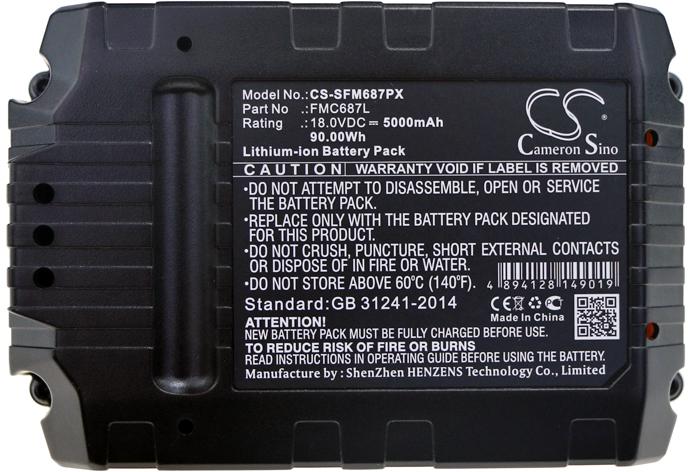 Model No.:CS-SFM687PX
Part No .:FMC687L
Rating .:18.0VDC⎓ 5000mAh
90.00Wh
Lithium-ion Battery Pack
CS
Cameron Sino
CAUTION WARRANTY VOID IF LABEL IS REMOVED
•DO NOT ATTEMPT TO DISASSEMBLE, OPEN OR SERVICE
THE BATTERY PACK.
•REPLACE ONLY WITH THE BATTERY PACK DESIGNATED
FOR THIS PRODUCT.
•DO NOT CRUSH, PUNCTURE, SHORT EXTERNAL CONTACTS
OR DISPOSE OF IN FIRE OR WATER.
•DO NOT STORE ABOVE 60°C (140°F).
4 894128 149019
Standard:GB 31241-2014
CE
Made In China
ATTENTION!
NEW BATTERY PACK MUST BE FULLY CHARGED BEFORE USE
TO REDUCE RISK OF FIRE OR BURNS
READ INSTRUCTIONS BEFORE USING THE BATTERY.
Manufacturer by : ShenZhen HENZENS Technology Co., Limited